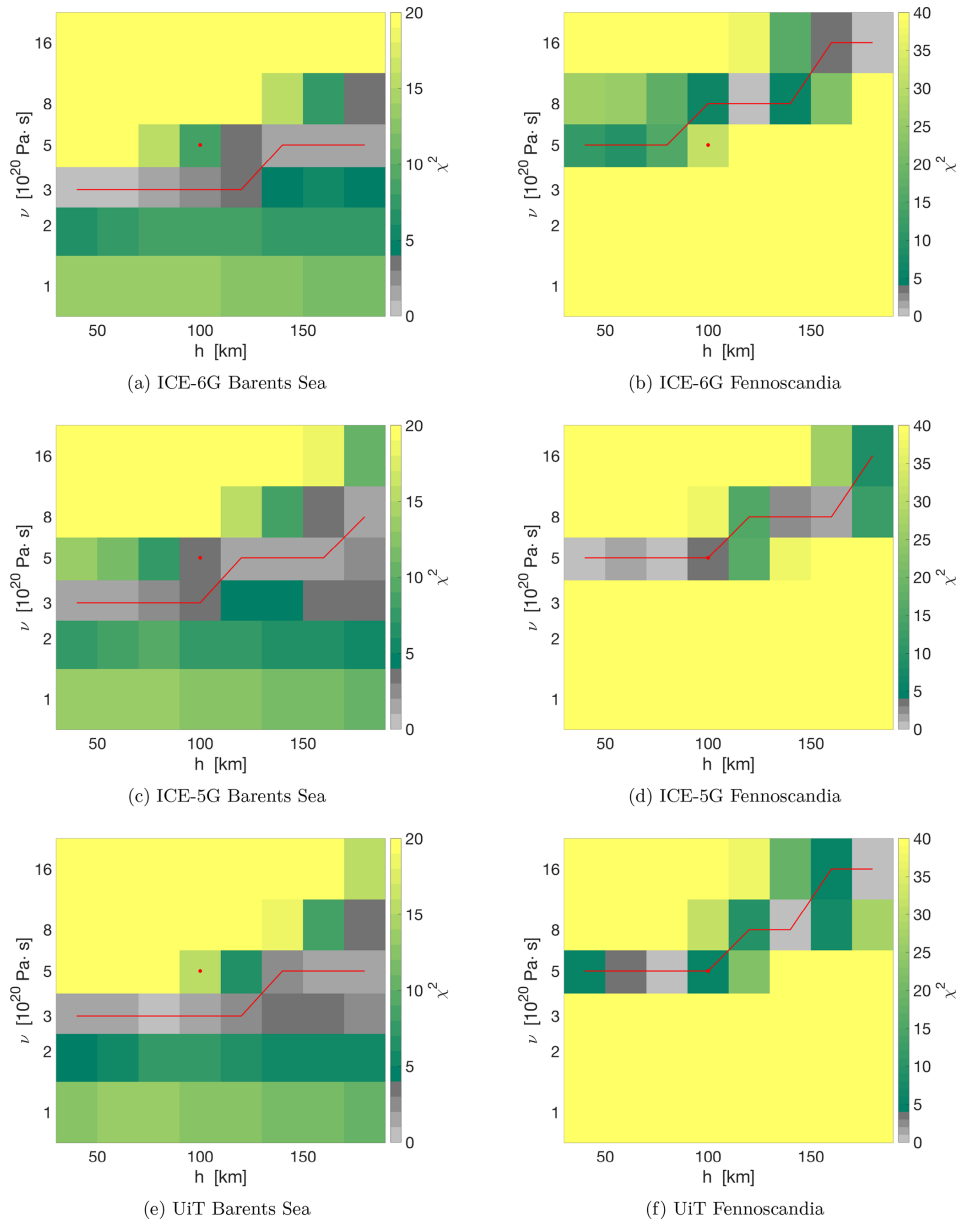 16
8
5
3
2
1
ν [10^20 Pa· s]
50 100 150
h [km]
20
15
10
5
0
χ^2
(a) ICE-6G Barents Sea
16
8
5
3
2
1
ν [10^20 Pa· s]
50 100 150
h [km]
40
35
30
25
20
15
10
5
0
χ^2
(b) ICE-6G Fennoscandia
16
8
5
3
2
1
ν [10^20 Pa· s]
50 100 150
h [km]
20
15
10
5
0
χ^2
(c) ICE-5G Barents Sea
16
8
5
3
2
1
ν [10^20 Pa· s]
50 100 150
h [km]
40
35
30
25
20
15
10
5
0
χ^2
(d) ICE-5G Fennoscandia
16
8
5
3
2
1
ν [10^20 Pa· s]
50 100 150
h [km]
20
15
10
5
0
χ^2
(e) UiT Barents Sea
16
8
5
3
2
1
ν [10^20 Pa· s]
50 100 150
h [km]
40
35
30
25
20
15
10
5
0
χ^2
(f) UiT Fennoscandia